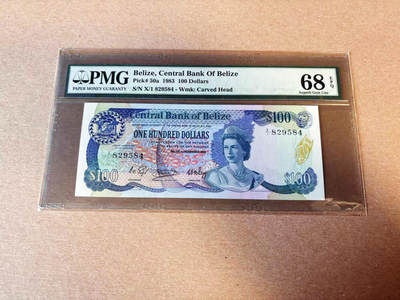 PMG
PAPER MONEY GUARANTY
Belize, Central Bank Of Belize
Pick# 50a 1983 100 Dollars
S/N X/1 829584 - Wmk: Carved Head
68 EPQ
Superb Gem Unc
Central Bank of Belize
$100
ONE HUNDRED DOLLARS
829584
829584
$100
$100